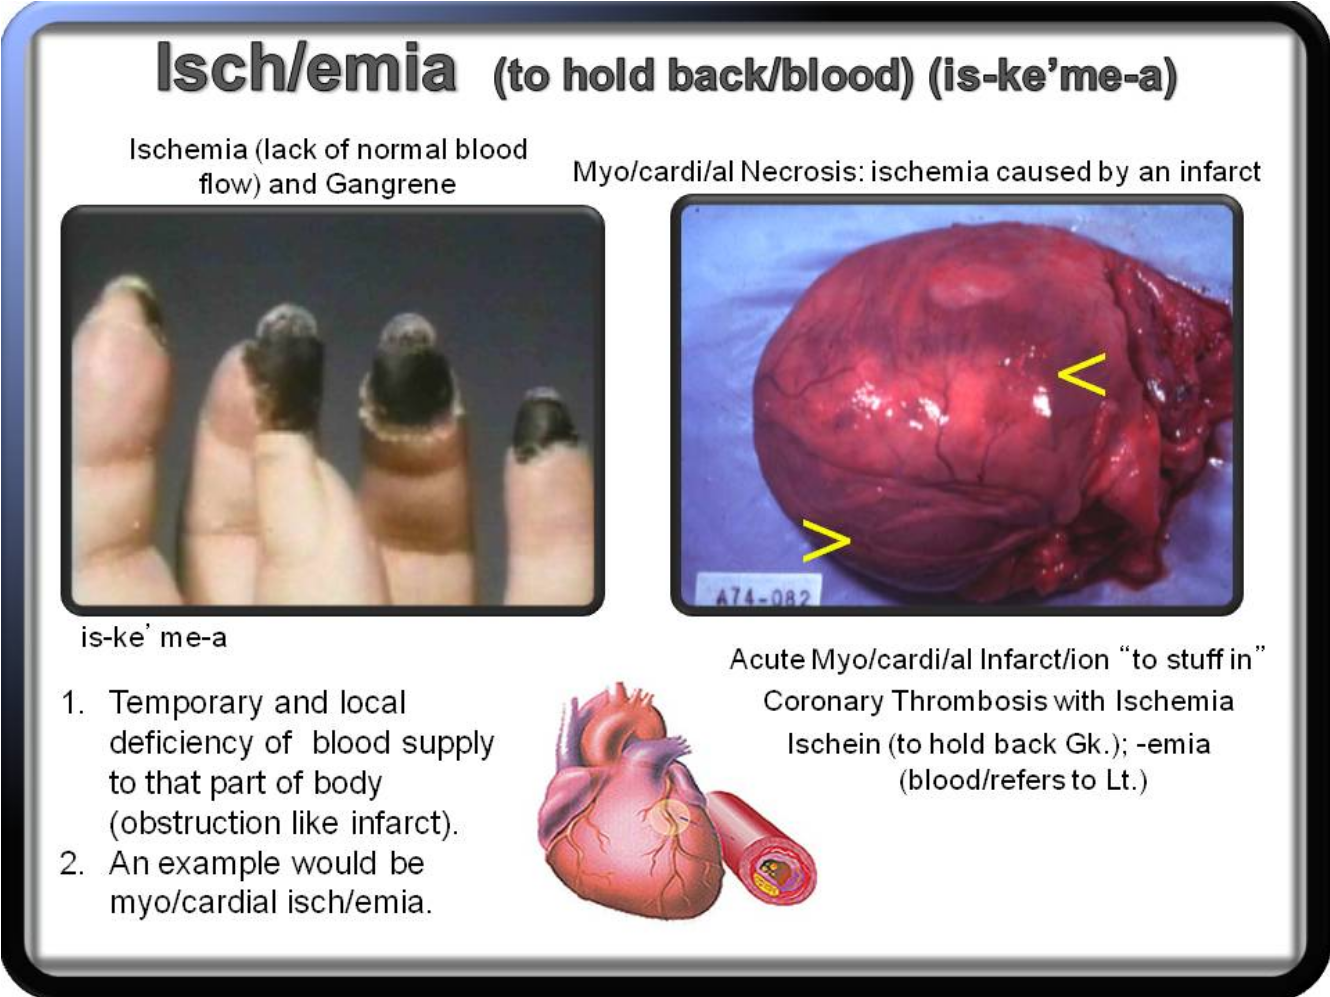 Isch/emia (to hold back/blood) (is-ke’me-a)
Ischemia (lack of normal blood
flow) and Gangrene
Myo/cardi/al Necrosis: ischemia caused by an infarct
<
>
A74-082
is-ke’ me-a
1. Temporary and local
deficiency of blood supply
to that part of body
(obstruction like infarct).
2. An example would be
myo/cardial isch/emia.
Acute Myo/cardi/al Infarct/ion “to stuff in”
Coronary Thrombosis with Ischemia
Ischein (to hold back Gk.); -emia
(blood/refers to Lt.)